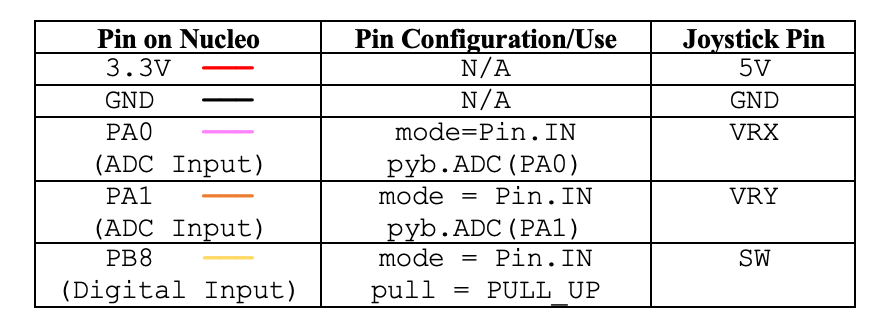 Pin on Nucleo Pin Configuration/Use Joystick Pin
3.3V N/A 5V
GND N/A GND
PA0 mode=Pin.IN VRX
(ADC Input) pyb.ADC(PA0)
PA1 mode = Pin.IN VRY
(ADC Input) pyb.ADC(PA1)
PB8 mode = Pin.IN SW
(Digital Input) pull = PULL_UP